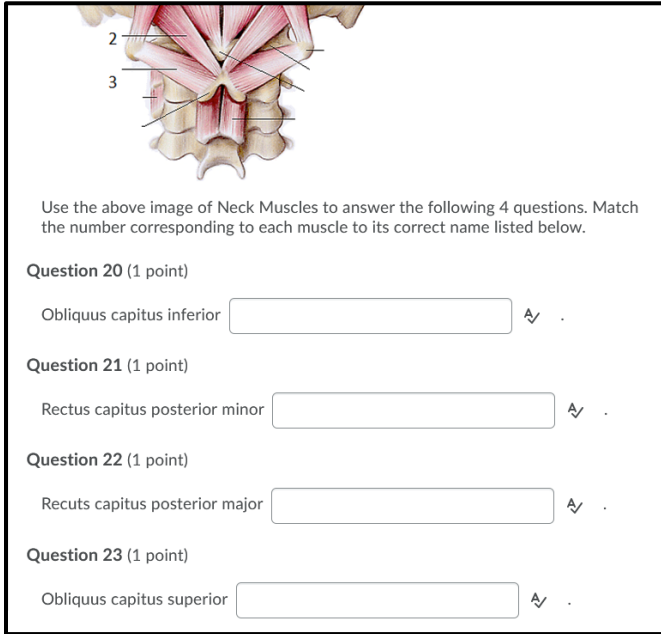 2
3
Use the above image of Neck Muscles to answer the following 4 questions. Match
the number corresponding to each muscle to its correct name listed below.
Question 20 (1 point)
Obliquus capitus inferior .
Question 21 (1 point)
Rectus capitus posterior minor .
Question 22 (1 point)
Recuts capitus posterior major .
Question 23 (1 point)
Obliquus capitus superior .